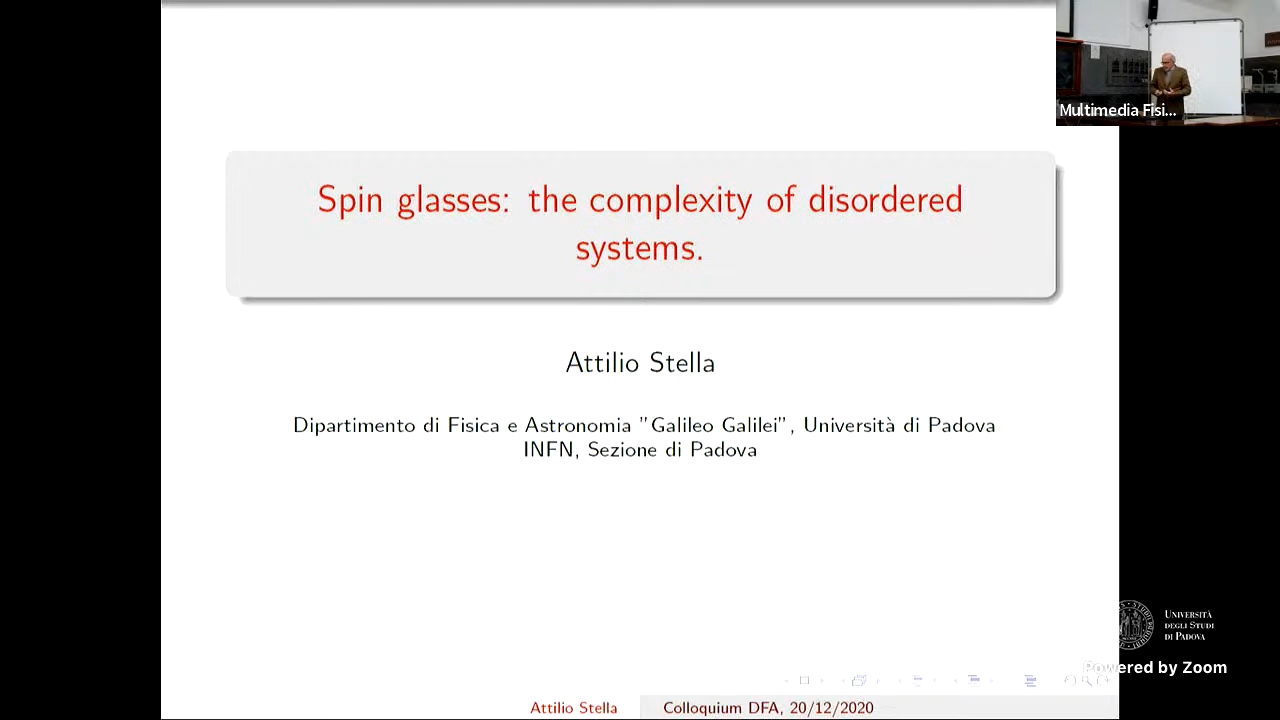 Multimedia Fisi...
Spin glasses: the complexity of disordered
systems.
Attilio Stella
Dipartimento di Fisica e Astronomia "Galileo Galilei", Università di Padova
INFN, Sezione di Padova
UNIVERSITÀ
DEGLI STUDI
DI PADOVA
Powered by Zoom
Attilio Stella
Colloquium DFA, 20/12/2020